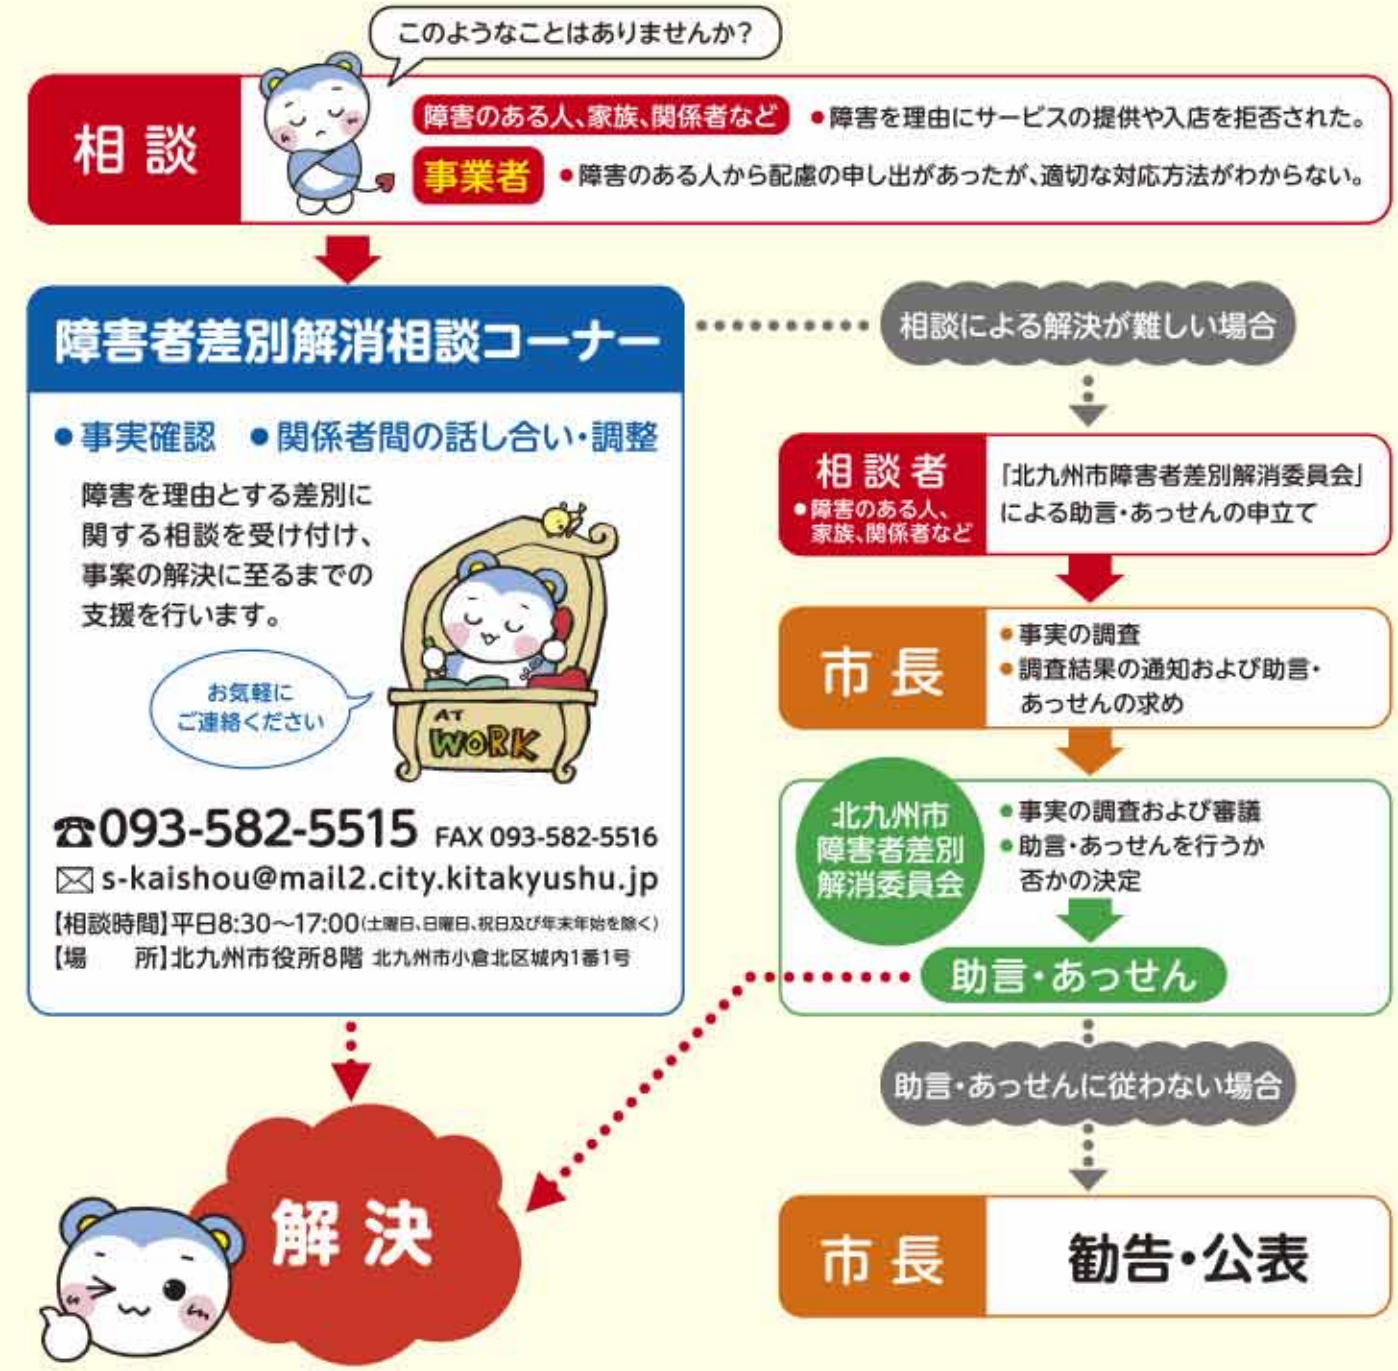 このようなことはありませんか?
相談
障害のある人、家族、関係者など ●障害を理由にサービスの提供や入店を拒否された。
事業者 ●障害のある人から配慮の申し出があったが、適切な対応方法がわからない。
障害者差別解消相談コーナー
●事実確認 ●関係者間の話し合い・調整
障害を理由とする差別に
関する相談を受け付け、
事案の解決に至るまでの
支援を行います。
お気軽に
ご連絡ください
AT
WORK
☎093-582-5515 FAX 093-582-5516
✉s-kaishou@mail2.city.kitakyushu.jp
【相談時間】平日8:30～17:00(土曜日、日曜日、祝日及び年末年始を除く)
【場 所】北九州市役所8階 北九州市小倉北区城内1番1号
相談による解決が難しい場合
相談者
●障害のある人、
家族、関係者など
「北九州市障害者差別解消委員会」
による助言・あっせんの申立て
市長
●事実の調査
●調査結果の通知および助言・
あっせんの求め
北九州市
障害者差別
解消委員会
●事実の調査および審議
●助言・あっせんを行うか
否かの決定
助言・あっせん
助言・あっせんに従わない場合
市長
勧告・公表
解決